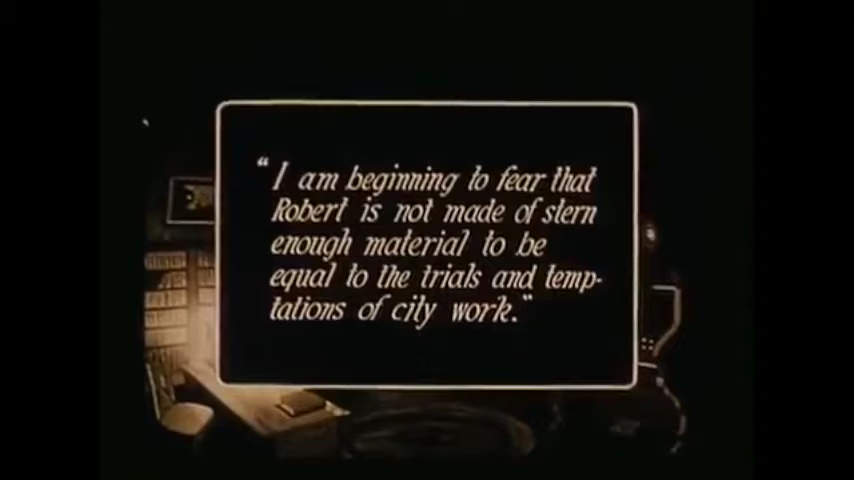 “I am beginning to fear that
Robert is not made of stern
enough material to be
equal to the trials and temp-
tations of city work.”